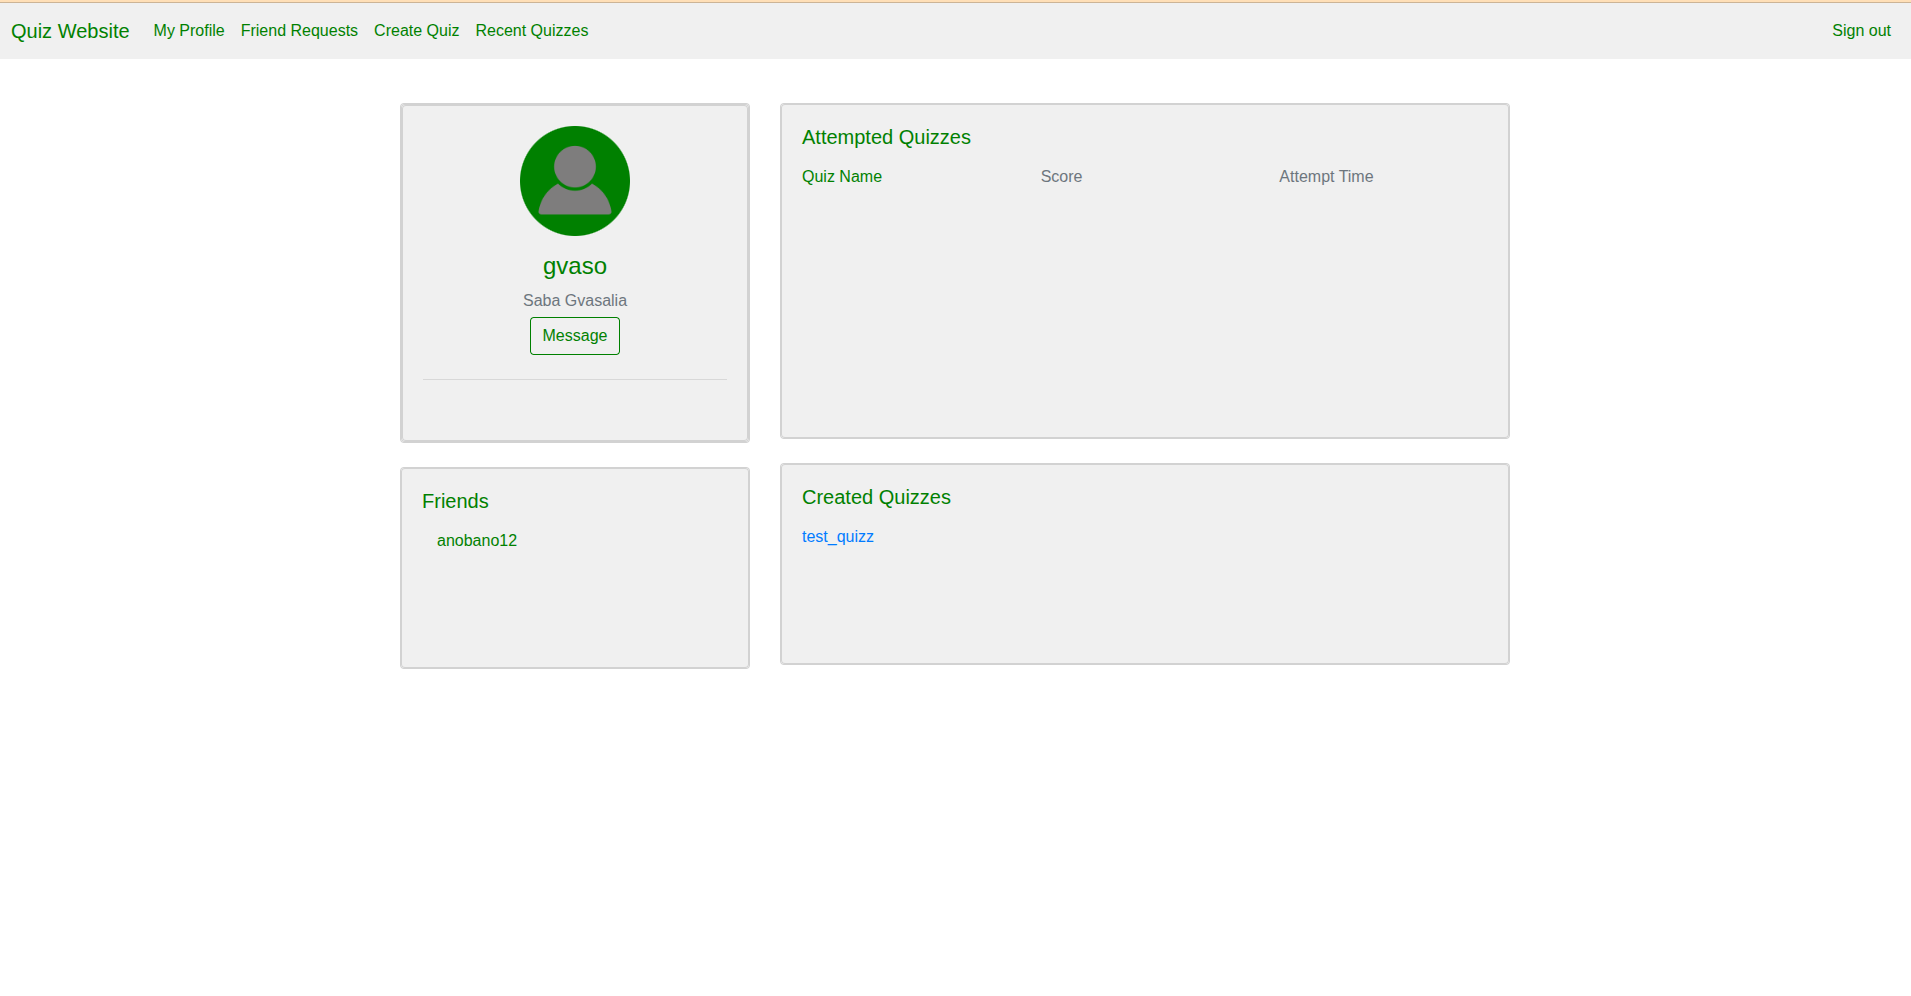 Quiz Website My Profile Friend Requests Create Quiz Recent Quizzes Sign out
gvaso
Saba Gvasalia
Message
Attempted Quizzes
Quiz Name Score Attempt Time
Friends
anobano12
Created Quizzes
test_quizz